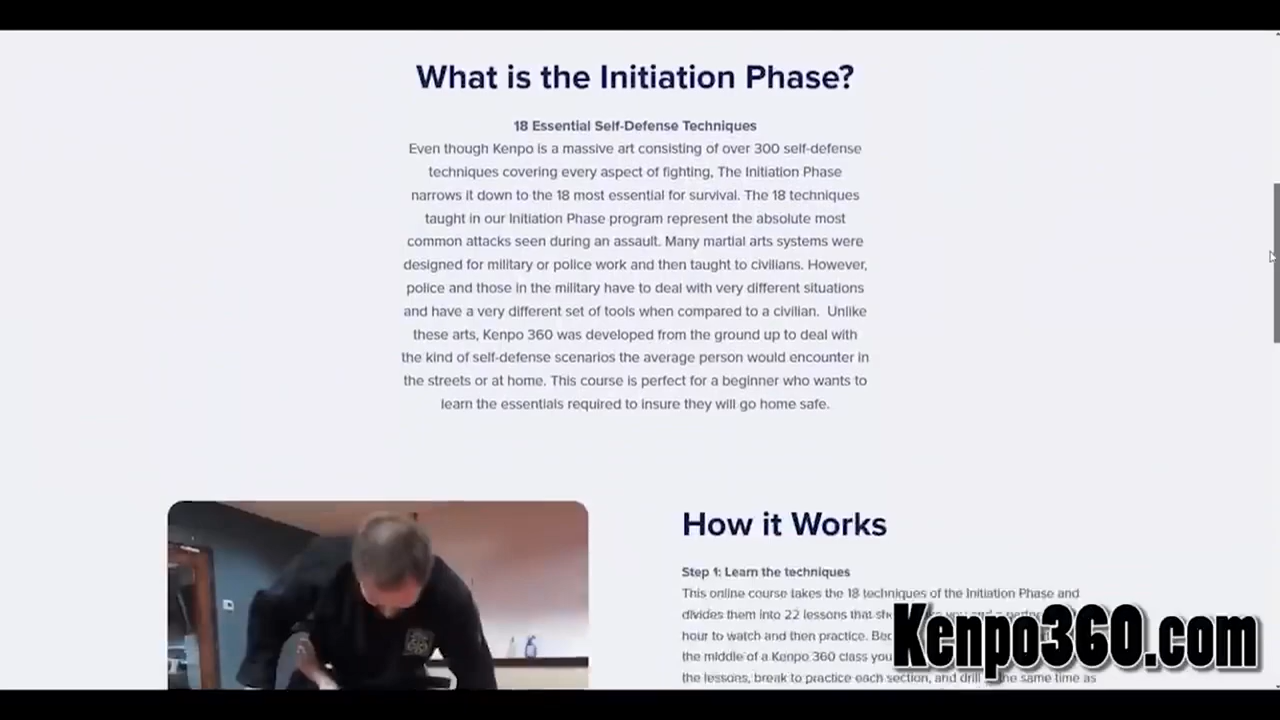 What is the Initiation Phase?
18 Essential Self-Defense Techniques
Even though Kenpo is a massive art consisting of over 300 self-defense
techniques covering every aspect of fighting, The Initiation Phase
narrows it down to the 18 most essential for survival. The 18 techniques
taught in our Initiation Phase program represent the absolute most
common attacks seen during an assault. Many martial arts systems were
designed for military or police work and then taught to civilians. However,
police and those in the military have to deal with very different situations
and have a very different set of tools when compared to a civilian. Unlike
these arts, Kenpo 360 was developed from the ground up to deal with
the kind of self-defense scenarios the average person would encounter in
the streets or at home. This course is perfect for a beginner who wants to
learn the essentials required to insure they will go home safe.
How it Works
Step 1: Learn the techniques
This online course takes the 18 techniques of the Initiation Phase and
divides them into 22 lessons that
hour to watch and then practice.
the middle of a Kenpo 360 class you
the lessons, break to practice each section, and drill same time as
Kenpo360.com